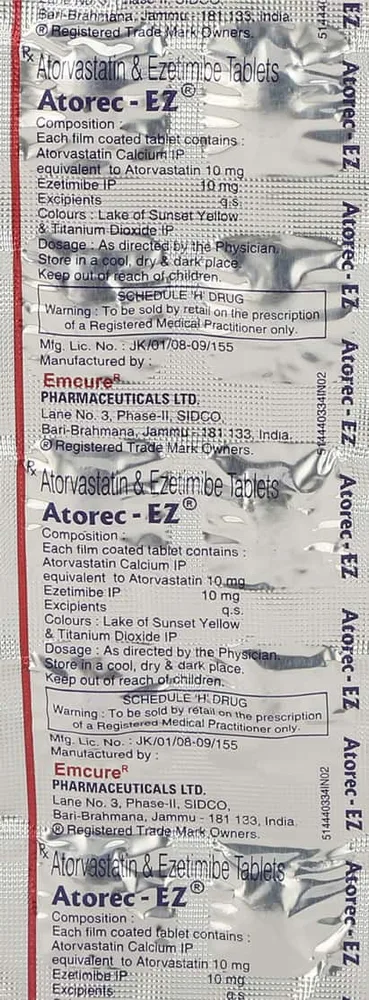 Bari-Brahmana, Jammu - 181 133, India.
® Registered Trade Mark Owners.
Rx
Atorvastatin & Ezetimibe Tablets
Atorec - EZ®
Composition :
Each film coated tablet contains :
Atorvastatin Calcium IP
equivalent to Atorvastatin 10 mg
Ezetimibe IP 10 mg
Excipients q.s.
Colours : Lake of Sunset Yellow
& Titanium Dioxide IP
Dosage : As directed by the Physician.
Store in a cool, dry & dark place.
Keep out of reach of children.
SCHEDULE 'H' DRUG
Warning : To be sold by retail on the prescription
of a Registered Medical Practitioner only.
Mfg. Lic. No. : JK/01/08-09/155
Manufactured by :
EmcureR
PHARMACEUTICALS LTD.
Lane No. 3, Phase-II, SIDCO,
Bari-Brahmana, Jammu - 181 133, India.
® Registered Trade Mark Owners.
Rx
Atorvastatin & Ezetimibe Tablets
Atorec - EZ®
Composition :
Each film coated tablet contains :
Atorvastatin Calcium IP
equivalent to Atorvastatin 10 mg
Ezetimibe IP 10 mg
Excipients q.s.
Colours : Lake of Sunset Yellow
& Titanium Dioxide IP
Dosage : As directed by the Physician.
Store in a cool, dry & dark place.
Keep out of reach of children.
SCHEDULE 'H' DRUG
Warning : To be sold by retail on the prescription
of a Registered Medical Practitioner only.
Mfg. Lic. No. : JK/01/08-09/155
Manufactured by :
EmcureR
PHARMACEUTICALS LTD.
Lane No. 3, Phase-II, SIDCO,
Bari-Brahmana, Jammu - 181 133, India.
® Registered Trade Mark Owners.
Rx
Atorvastatin & Ezetimibe Tablets
Atorec - EZ®
Composition :
Each film coated tablet contains :
Atorvastatin Calcium IP
equivalent to Atorvastatin 10 mg
Ezetimibe IP 10 mg
Excipients q.s.
EZ
Atorec- EZ
Atorec- EZ
Atorec - EZ
Atorec - EZ
Atorec- EZ
Atorec - EZ
Atorec- EZ
514440334IN02
514440334IN02